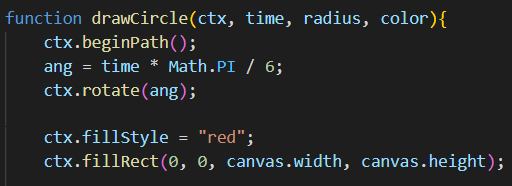 function drawCircle(ctx, time, radius, color){
ctx.beginPath();
ang = time * Math.PI / 6;
ctx.rotate(ang);
ctx.fillStyle = "red";
ctx.fillRect(0, 0, canvas.width, canvas.height);